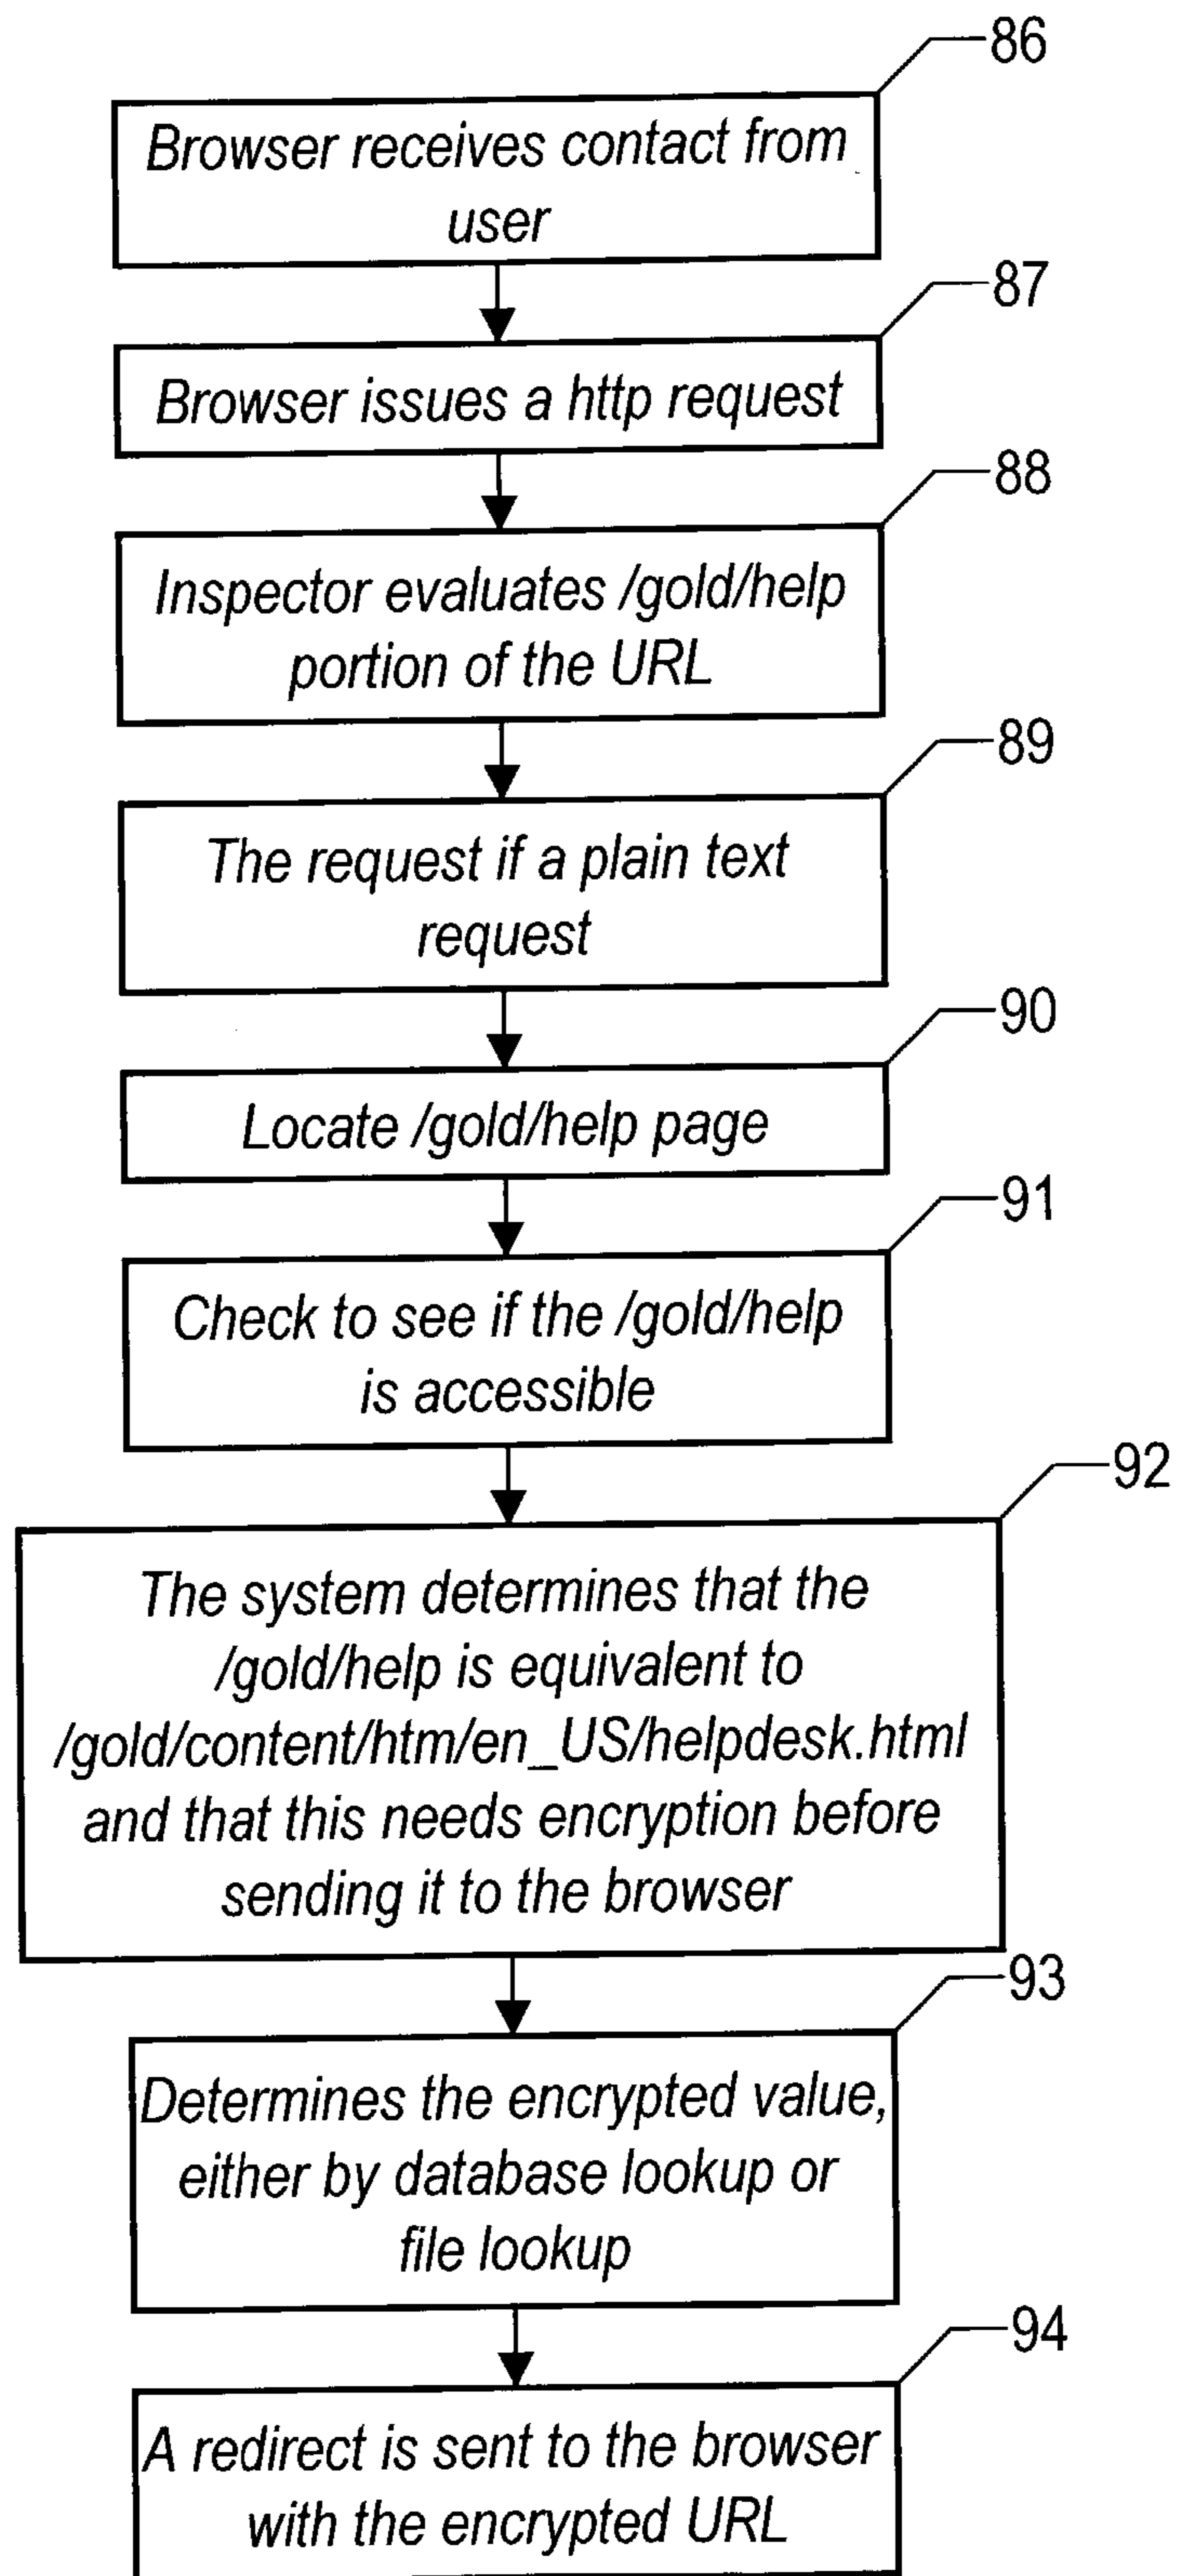 86
Browser receives contact from
user
87
Browser issues a http request
88
Inspector evaluates /gold/help
portion of the URL
89
The request if a plain text
request
90
Locate /gold/help page
91
Check to see if the /gold/help
is accessible
92
The system determines that the
/gold/help is equivalent to
/gold/content/htm/en_US/helpdesk.html
and that this needs encryption before
sending it to the browser
93
Determines the encrypted value,
either by database lookup or
file lookup
94
A redirect is sent to the browser
with the encrypted URL